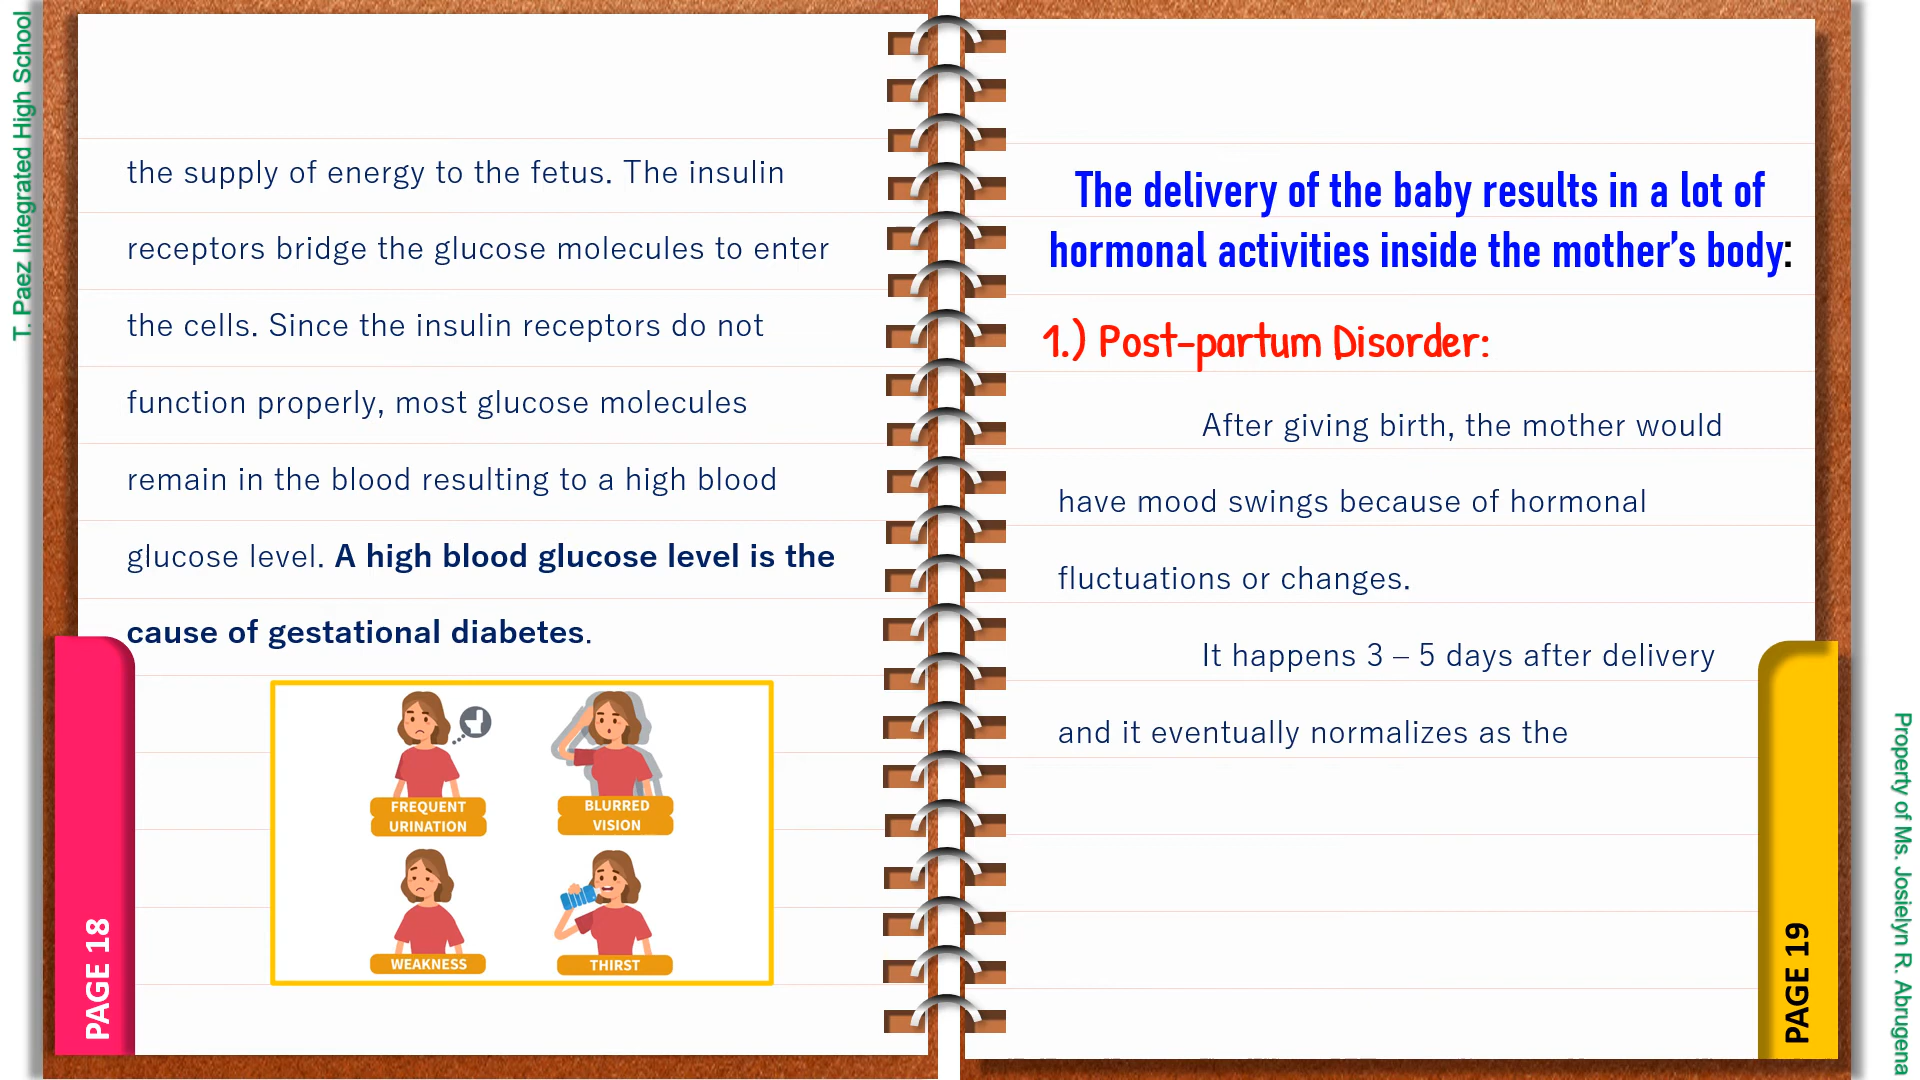 T. Paez Integrated High School
the supply of energy to the fetus. The insulin
receptors bridge the glucose molecules to enter
the cells. Since the insulin receptors do not
function properly, most glucose molecules
remain in the blood resulting to a high blood
glucose level. A high blood glucose level is the
cause of gestational diabetes.
FREQUENT
URINATION
BLURRED
VISION
WEAKNESS
THIRST
PAGE 18
The delivery of the baby results in a lot of
hormonal activities inside the mother's body:
1.) Post-partum Disorder:
After giving birth, the mother would
have mood swings because of hormonal
fluctuations or changes.
It happens 3 – 5 days after delivery
and it eventually normalizes as the
PAGE 19
Property of Ms. Josielyn R. Abrugena